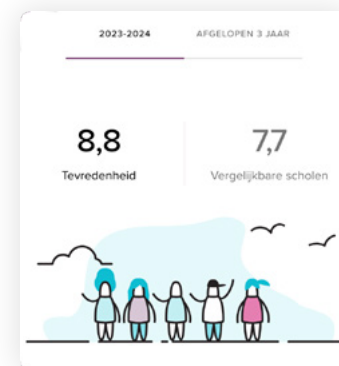 2023-2024 AFGELOPEN 3 JAAR
8,8 7,7
Tevredenheid Vergelijkbare scholen